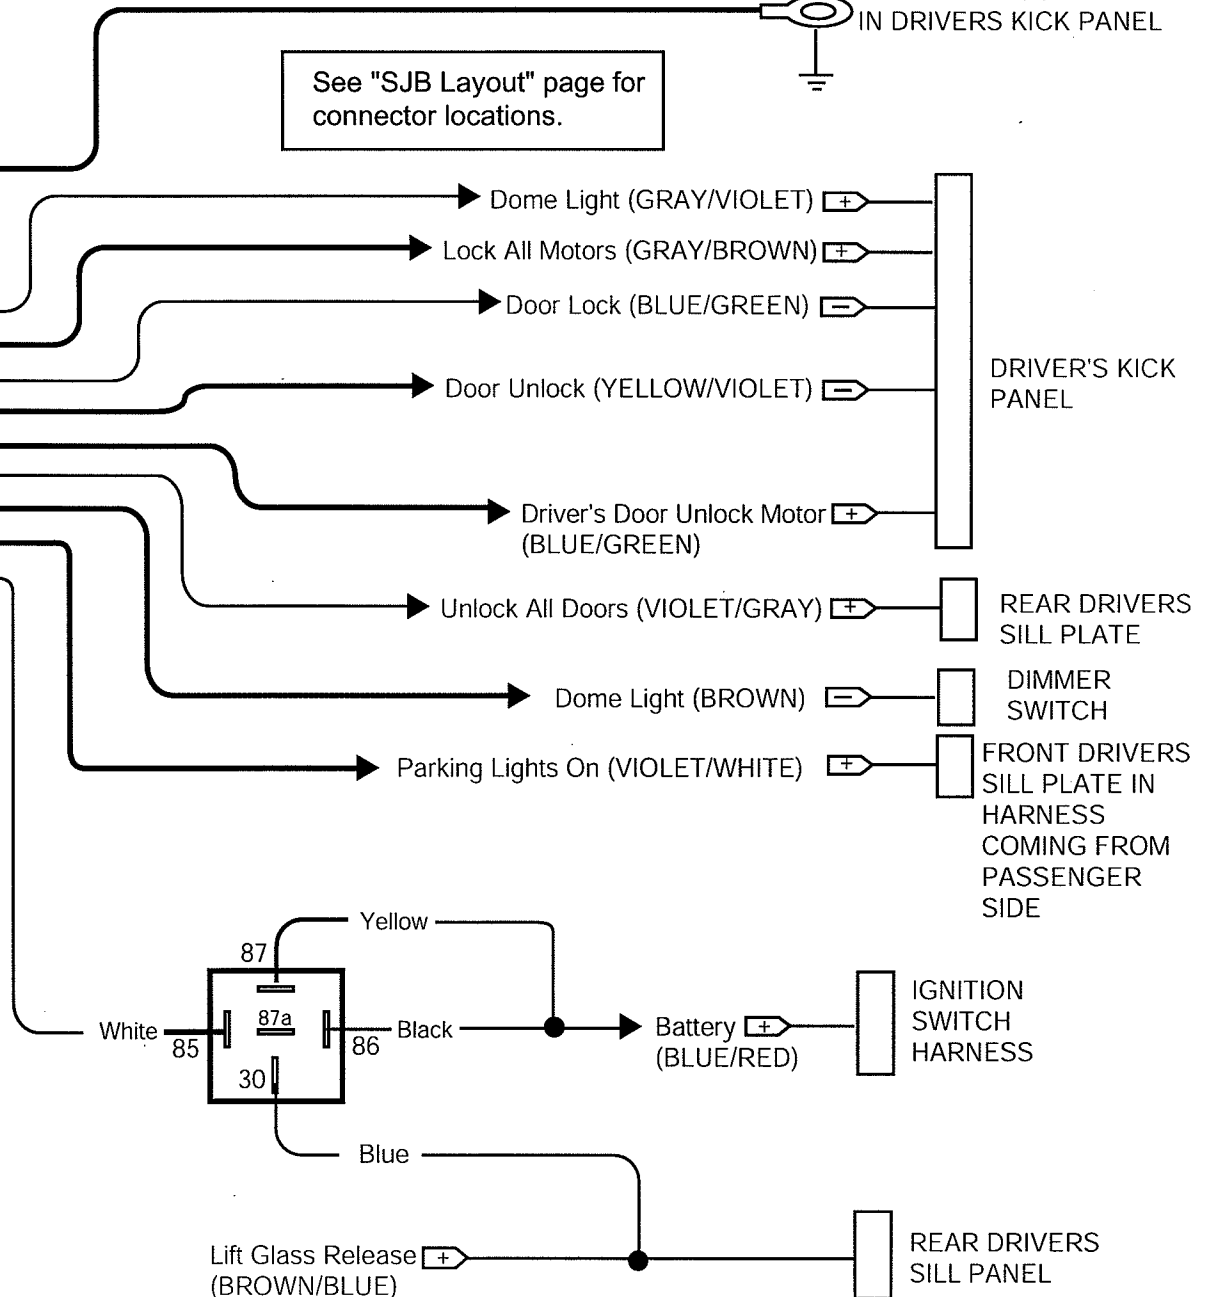 IN DRIVERS KICK PANEL
See "SJB Layout" page for
connector locations.
Dome Light (GRAY/VIOLET) +
Lock All Motors (GRAY/BROWN) +
Door Lock (BLUE/GREEN) −
DRIVER'S KICK
PANEL
Door Unlock (YELLOW/VIOLET) −
Driver's Door Unlock Motor +
(BLUE/GREEN)
Unlock All Doors (VIOLET/GRAY) +
REAR DRIVERS
SILL PLATE
Dome Light (BROWN) −
DIMMER
SWITCH
Parking Lights On (VIOLET/WHITE) +
FRONT DRIVERS
SILL PLATE IN
HARNESS
COMING FROM
PASSENGER
SIDE
Yellow
87
87a
White
85
86
Black
30
Battery +
(BLUE/RED)
IGNITION
SWITCH
HARNESS
Blue
Lift Glass Release +
(BROWN/BLUE)
REAR DRIVERS
SILL PANEL